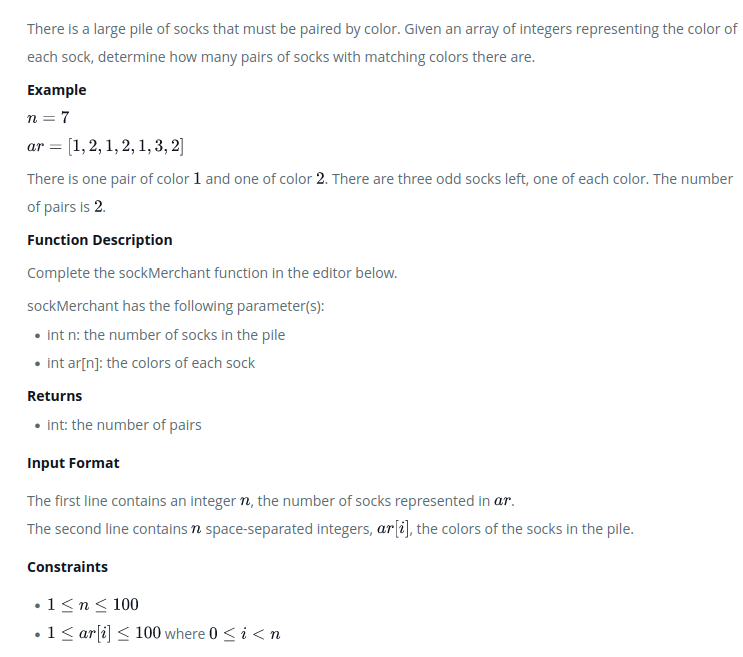 There is a large pile of socks that must be paired by color. Given an array of integers representing the color of
each sock, determine how many pairs of socks with matching colors there are.
Example
n = 7
ar = [1, 2, 1, 2, 1, 3, 2]
There is one pair of color 1 and one of color 2. There are three odd socks left, one of each color. The number
of pairs is 2.
Function Description
Complete the sockMerchant function in the editor below.
sockMerchant has the following parameter(s):
• int n: the number of socks in the pile
• int ar[n]: the colors of each sock
Returns
• int: the number of pairs
Input Format
The first line contains an integer n, the number of socks represented in ar.
The second line contains n space-separated integers, ar[i], the colors of the socks in the pile.
Constraints
• 1 ≤ n ≤ 100
• 1 ≤ ar[i] ≤ 100 where 0 ≤ i < n